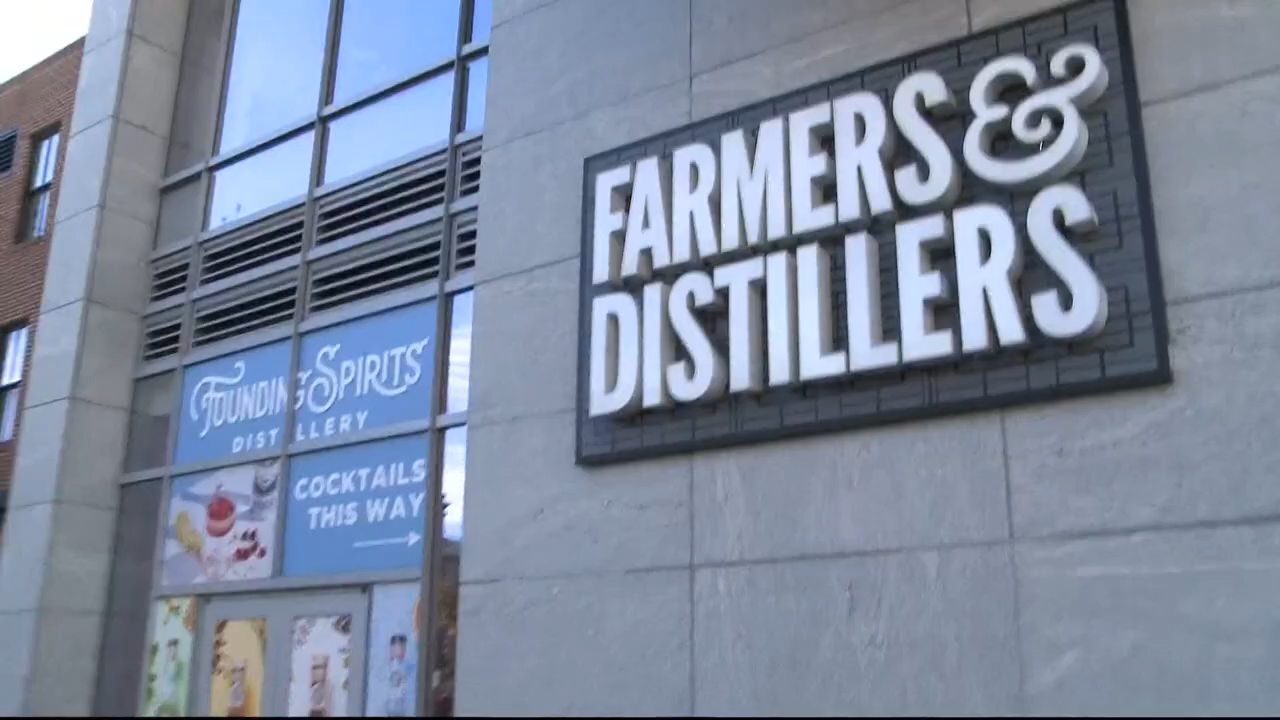 FARMERS &
DISTILLERS
FOUNDING SPIRITS
DISTILLERY
COCKTAILS
THIS WAY